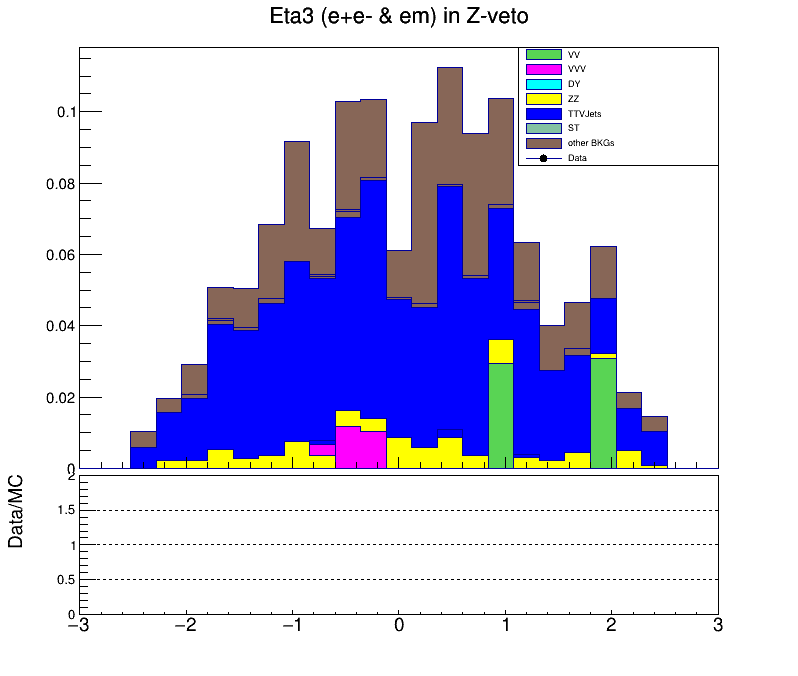 Eta3 (e+e- & em) in Z-veto
VV
VVV
DY
ZZ
TTVJets
ST
other BKGs
Data
0.1
0.08
0.06
0.04
0.02
0
2
1.5
1
0.5
0
Data/MC
−3 −2 −1 0 1 2 3